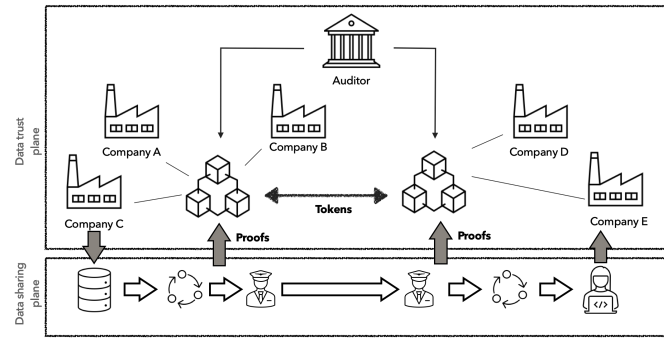 Auditor
Company A
Company B
Company D
Company C
Company E
Tokens
Proofs
Proofs
Data trust
plane
Data sharing
plane
</>